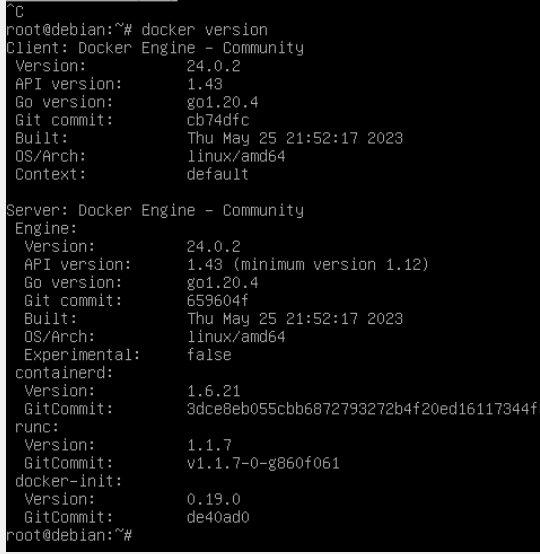 ^C
root@debian:~# docker version
Client: Docker Engine - Community
 Version:           24.0.2
 API version:       1.43
 Go version:        go1.20.4
 Git commit:        cb74dfc
 Built:             Thu May 25 21:52:17 2023
 OS/Arch:           linux/amd64
 Context:           default

Server: Docker Engine - Community
 Engine:
  Version:          24.0.2
  API version:      1.43 (minimum version 1.12)
  Go version:       go1.20.4
  Git commit:       659604f
  Built:            Thu May 25 21:52:17 2023
  OS/Arch:          linux/amd64
  Experimental:     false
 containerd:
  Version:          1.6.21
  GitCommit:        3dce8eb055cbb6872793272b4f20ed16117344f
 runc:
  Version:          1.1.7
  GitCommit:        v1.1.7-0-g860f061
 docker-init:
  Version:          0.19.0
  GitCommit:        de40ad0
root@debian:~#